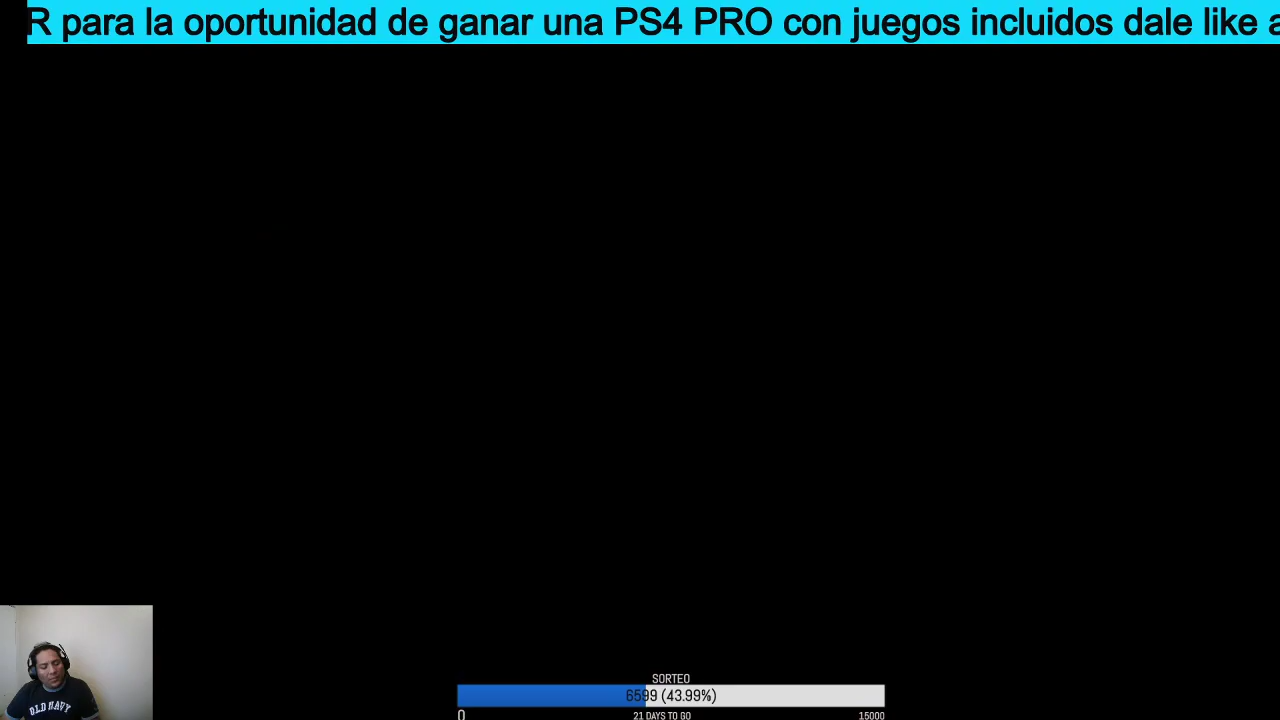 R para la oportunidad de ganar una PS4 PRO con juegos incluidos dale like a
OLD NAVY
SORTEO
6599 (43.99%)
0 21 DAYS TO GO 15000